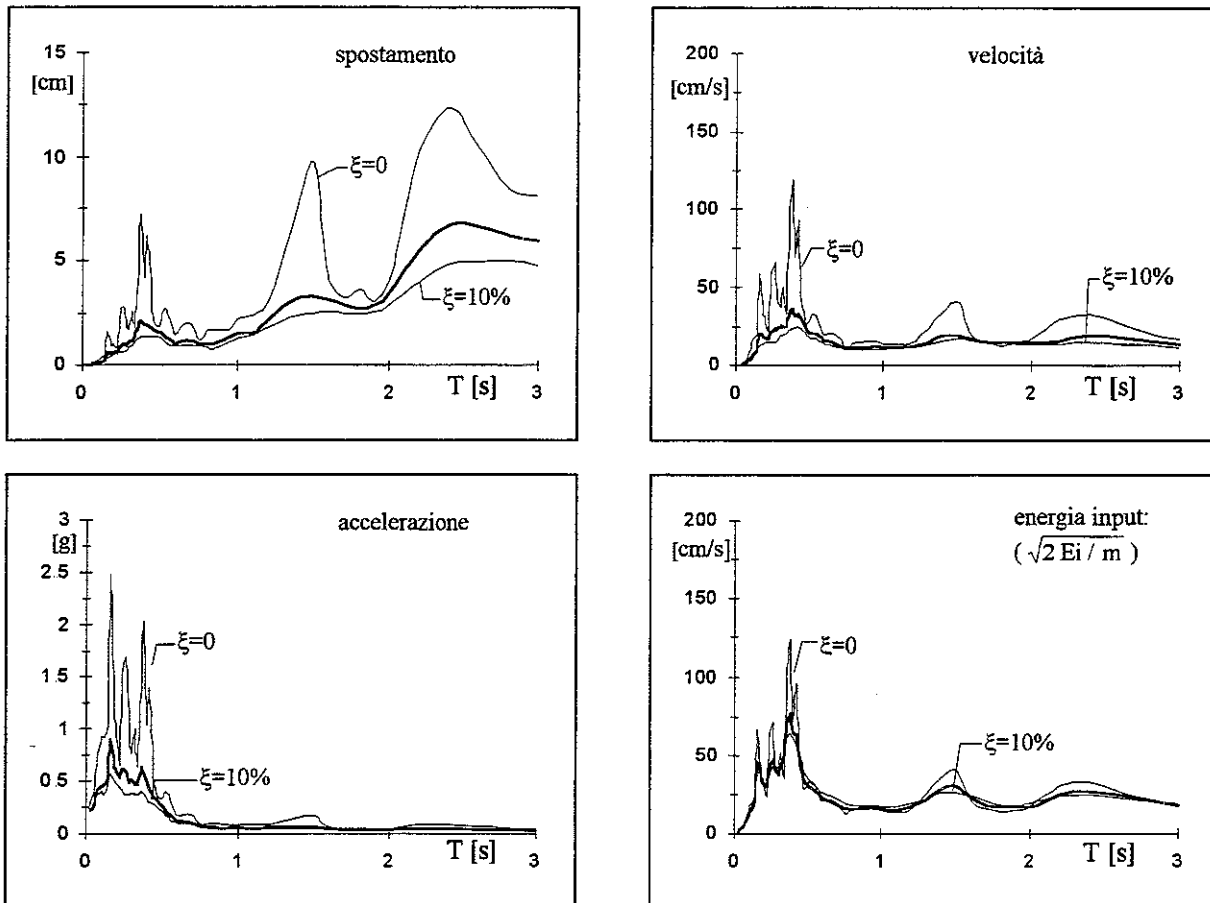 spostamento
15
[cm]
10
5
0
ξ=0
ξ=10%
0 1 2 3
T [s]
velocità
200
[cm/s]
150
100
50
0
ξ=0
ξ=10%
0 1 2 3
T [s]
accelerazione
3
[g]
2.5
2
1.5
1
0 5
0
ξ=0
ξ=10%
0 1 2 3
T [s]
energia input:
( √2 Ei / m )
200
[cm/s]
150
100
50
0
ξ=0
ξ=10%
0 1 2 3
T [s]